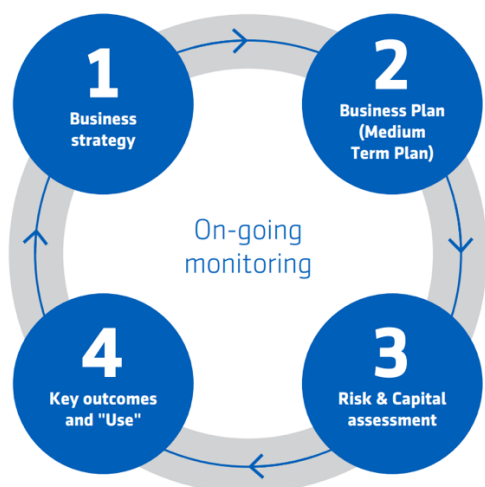 1
Business
strategy
2
Business Plan
(Medium
Term Plan)
On-going
monitoring
4
Key outcomes
and "Use"
3
Risk & Capital
assessment